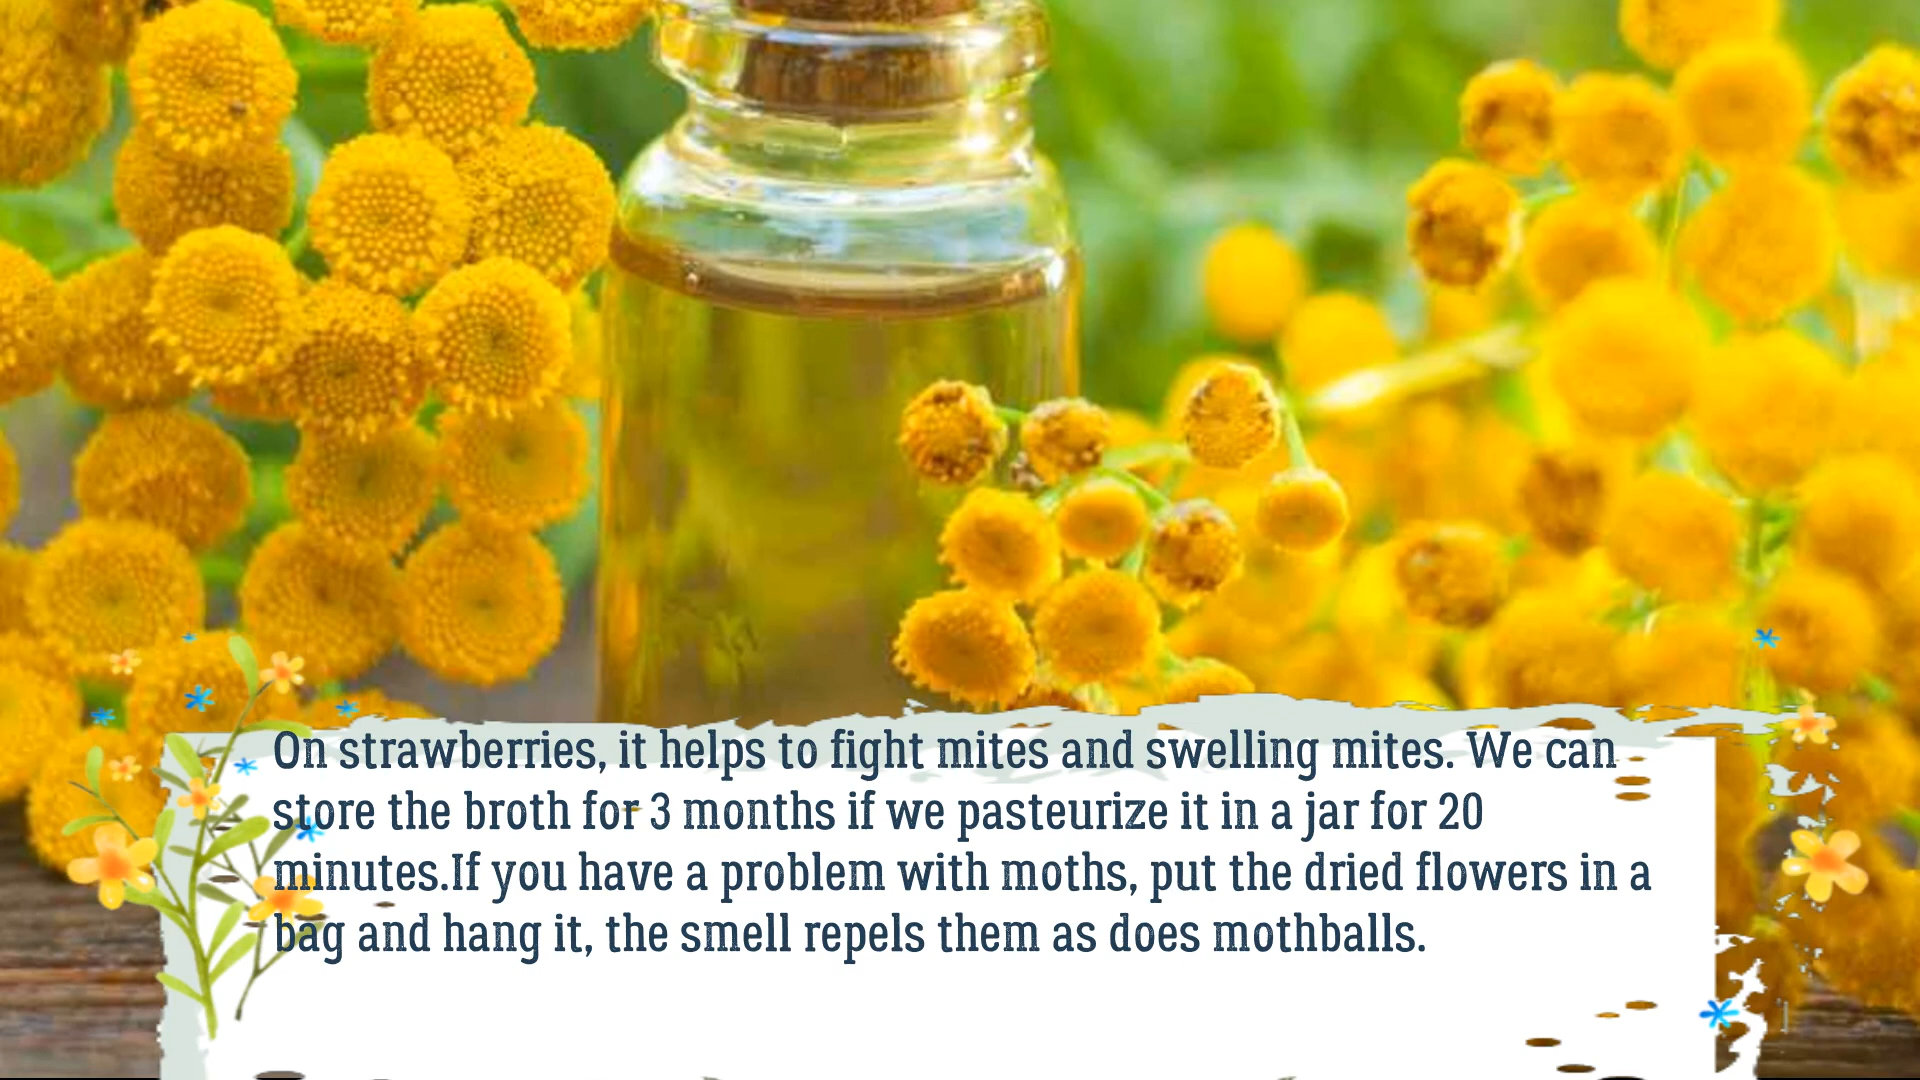 On strawberries, it helps to fight mites and swelling mites. We can
store the broth for 3 months if we pasteurize it in a jar for 20
minutes.If you have a problem with moths, put the dried flowers in a
bag and hang it, the smell repels them as does mothballs.